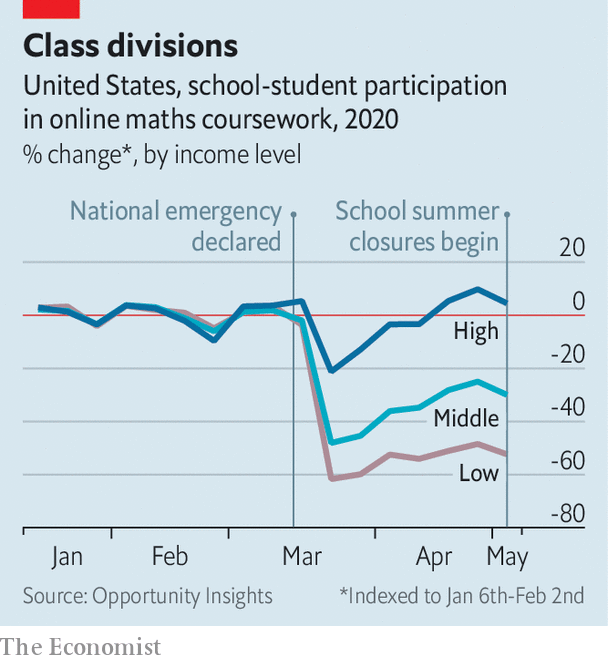 Class divisions
United States, school-student participation
in online maths coursework, 2020
% change*, by income level
National emergency
declared
School summer
closures begin
20
0
High
-20
-40
Middle
-60
Low
-80
Jan Feb Mar Apr May
Source: Opportunity Insights *Indexed to Jan 6th-Feb 2nd
The Economist